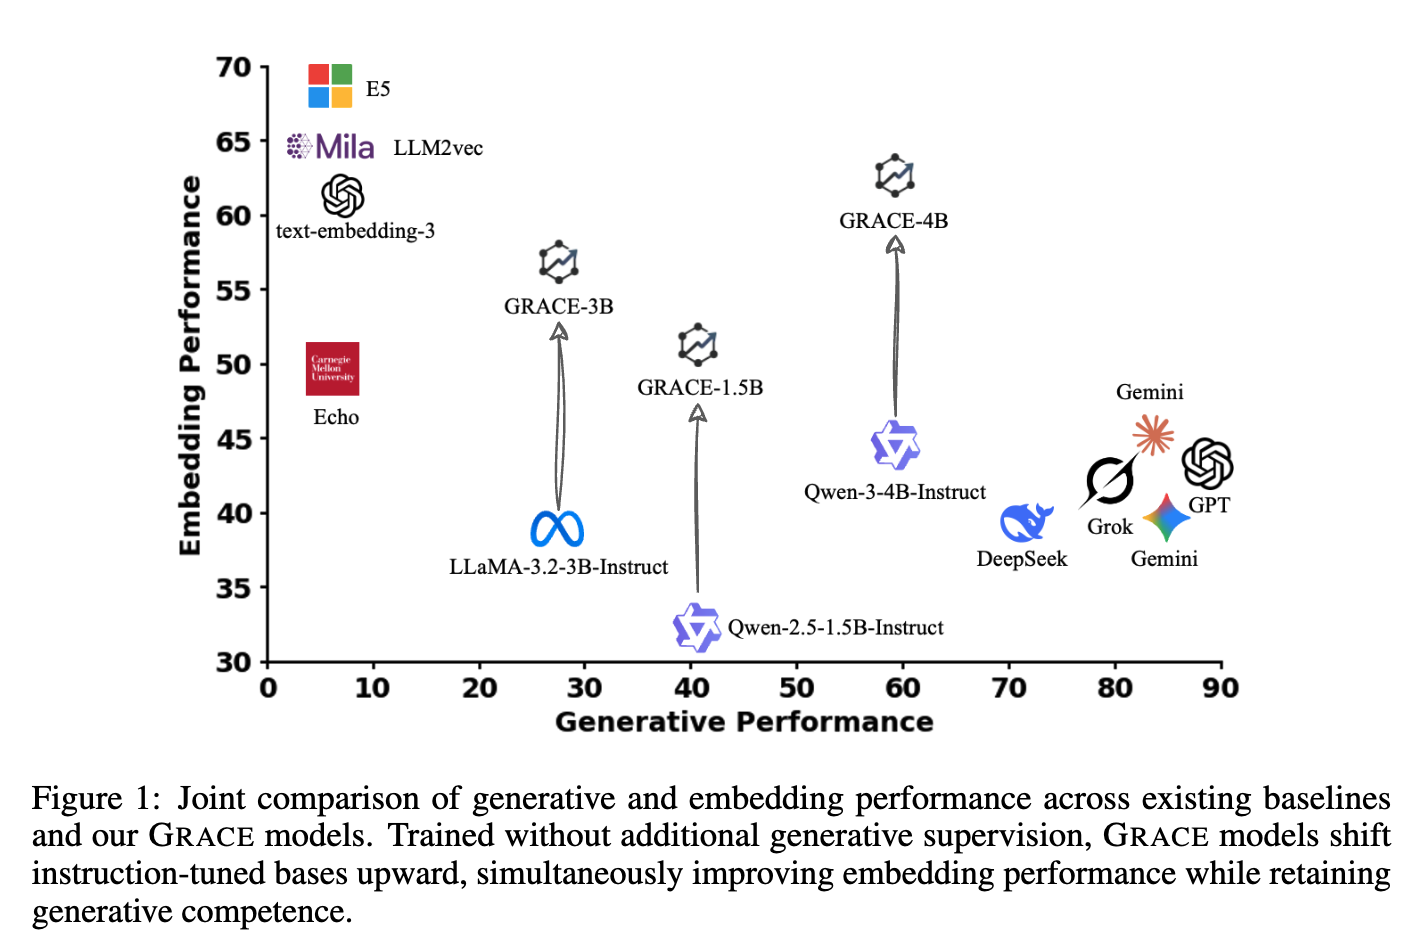 70
E5
65
Mila
LLM2vec
60
text-embedding-3
GRACE-4B
55
GRACE-3B
50
Carnegie
Mellon
University
GRACE-1.5B
Echo
Gemini
45
Qwen-3-4B-Instruct
GPT
40
Grok
DeepSeek
Gemini
LLaMA-3.2-3B-Instruct
35
Qwen-2.5-1.5B-Instruct
30
Embedding Performance
0 10 20 30 40 50 60 70 80 90
Generative Performance
Figure 1: Joint comparison of generative and embedding performance across existing baselines
and our GRACE models. Trained without additional generative supervision, GRACE models shift
instruction-tuned bases upward, simultaneously improving embedding performance while retaining
generative competence.